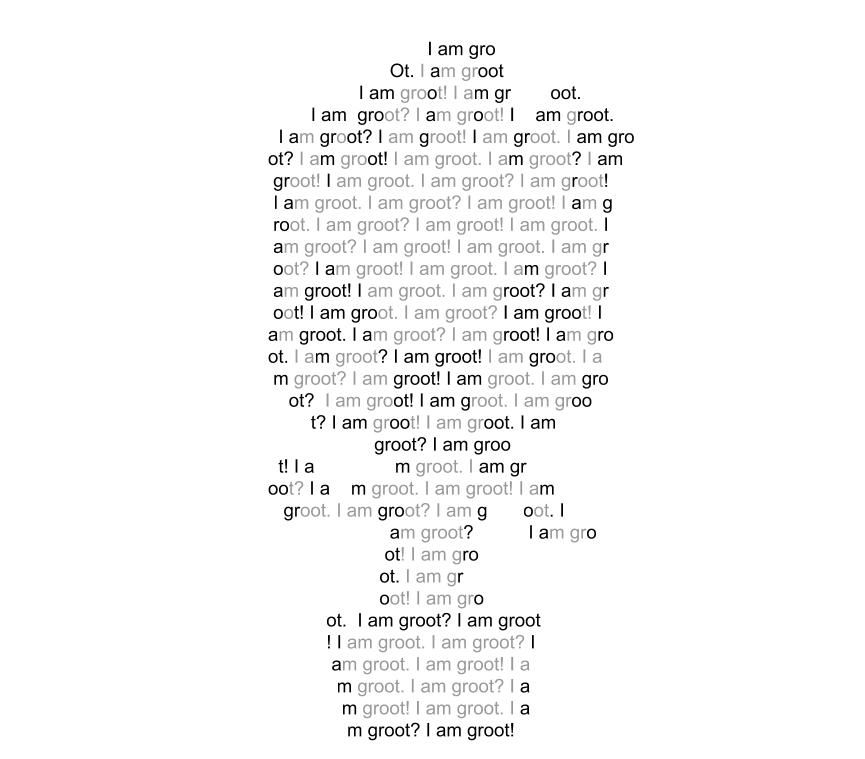 I am gro
Ot. I am groot
I am groot! I am gr oot.
I am groot? I am groot! I am groot.
I am groot? I am groot! I am groot. I am gro
ot? I am groot! I am groot. I am groot? I am
groot! I am groot. I am groot? I am groot!
I am groot. I am groot? I am groot! I am g
root. I am groot? I am groot! I am groot. I
am groot? I am groot! I am groot. I am gr
oot? I am groot! I am groot. I am groot? I
am groot! I am groot. I am groot? I am gr
oot! I am groot. I am groot? I am groot! I
am groot. I am groot? I am groot! I am gro
ot. I am groot? I am groot! I am groot. I a
m groot? I am groot! I am groot. I am gro
ot? I am groot! I am groot. I am groo
t? I am groot! I am groot. I am
groot? I am groo
t! I a m groot. I am gr
oot? I a m groot. I am groot! I am
groot. I am groot? I am g oot. I
am groot? I am gro
ot! I am gro
ot. I am gr
oot! I am gro
ot. I am groot? I am groot
! I am groot. I am groot? I
am groot. I am groot! I a
m groot. I am groot? I a
m groot! I am groot. I a
m groot? I am groot!